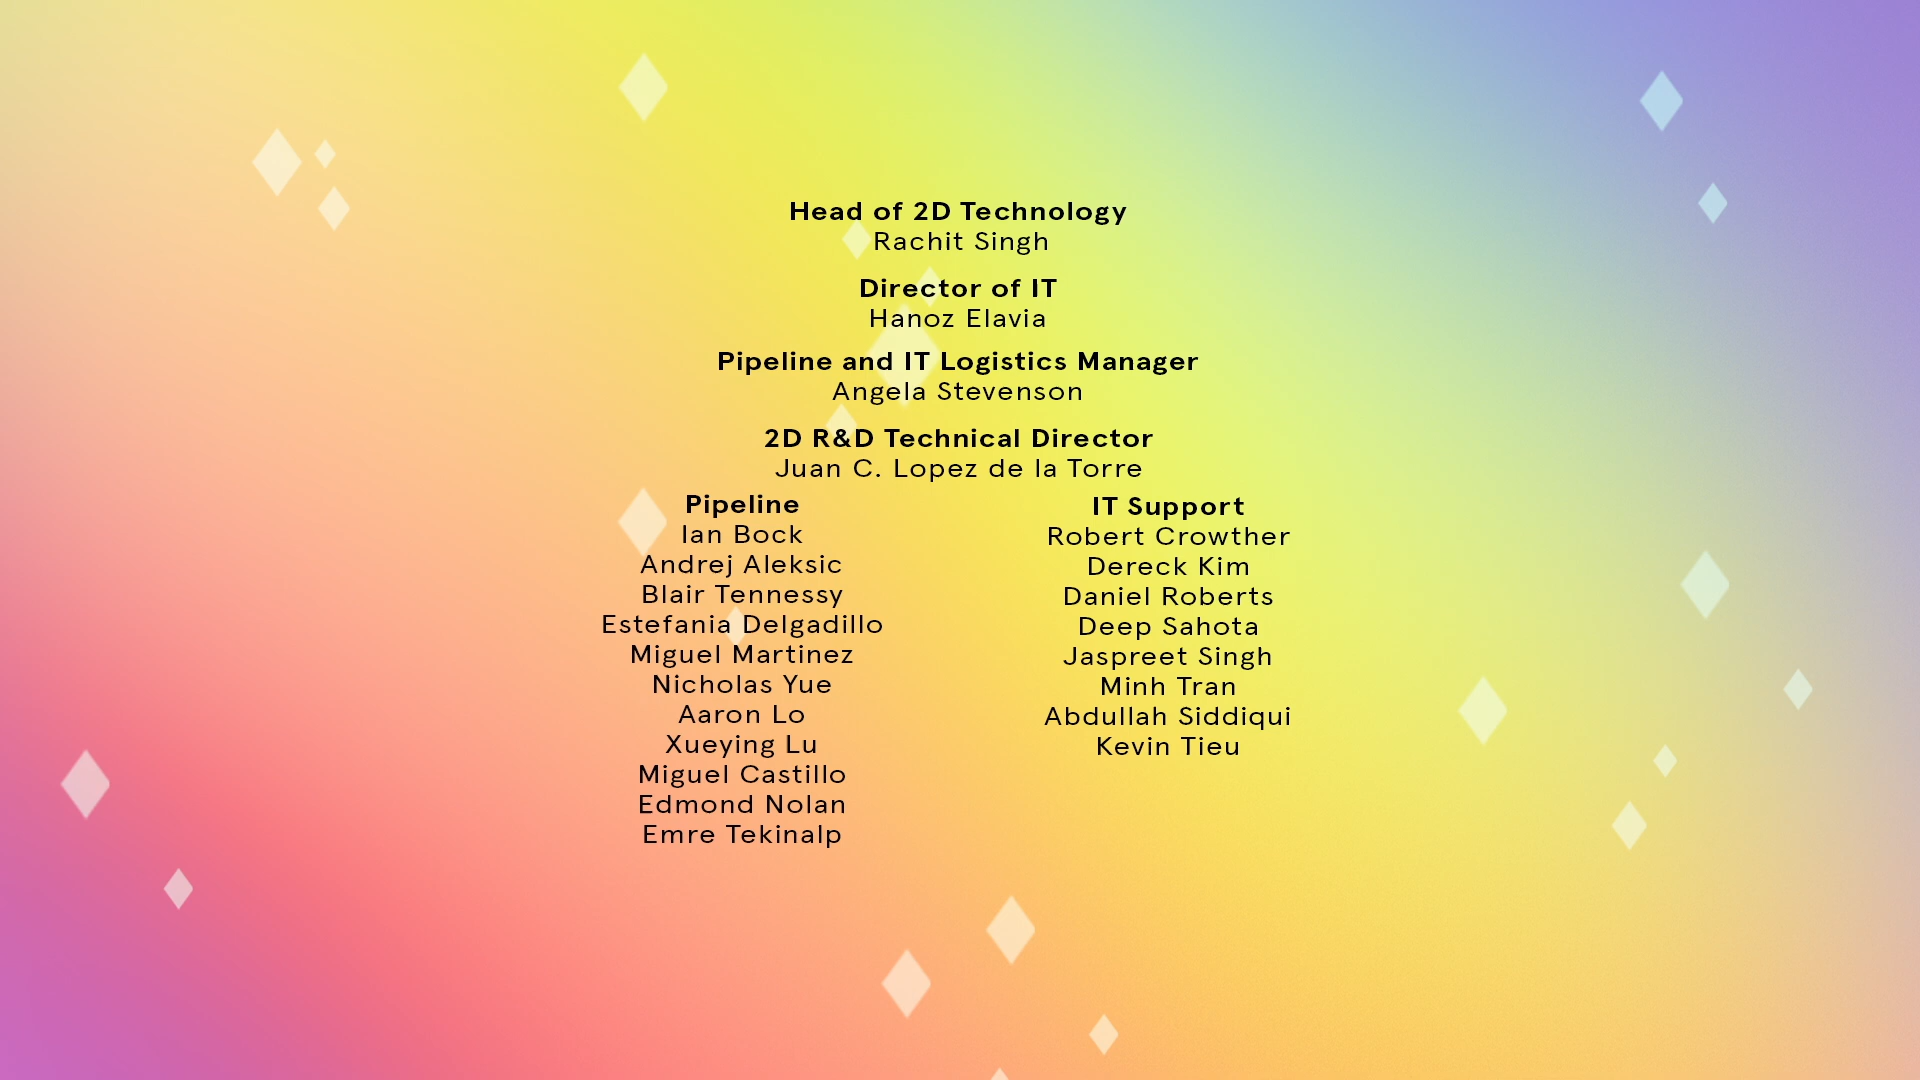 Head of 2D Technology
Rachit Singh
Director of IT
Hanoz Elavia
Pipeline and IT Logistics Manager
Angela Stevenson
2D R&D Technical Director
Juan C. Lopez de la Torre
Pipeline
Ian Bock
Andrej Aleksic
Blair Tennessy
Estefania Delgadillo
Miguel Martinez
Nicholas Yue
Aaron Lo
Xueying Lu
Miguel Castillo
Edmond Nolan
Emre Tekinalp
IT Support
Robert Crowther
Dereck Kim
Daniel Roberts
Deep Sahota
Jaspreet Singh
Minh Tran
Abdullah Siddiqui
Kevin Tieu